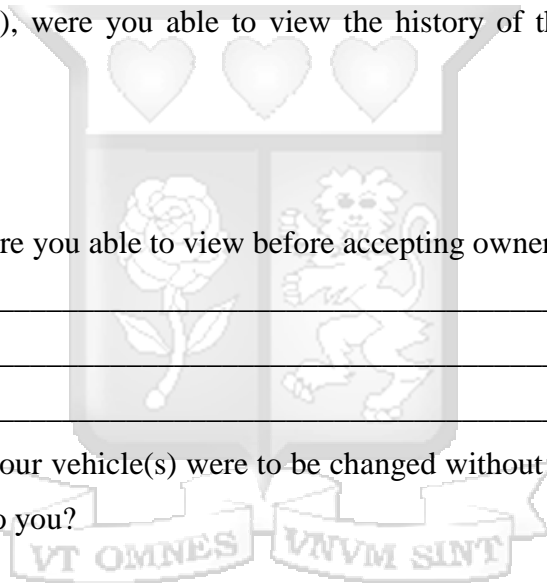 ), were you able to view the history of th
re you able to view before accepting owner
our vehicle(s) were to be changed without
o you?
VT OMNES VNVM SINT